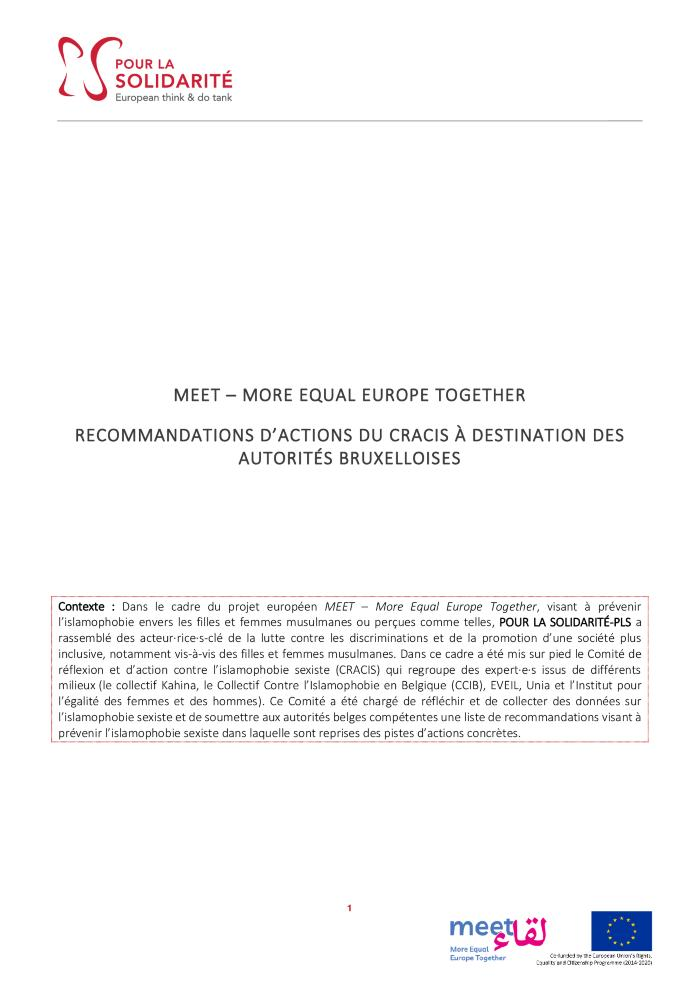 POUR LA
SOLIDARITÉ
European think & do tank
MEET – MORE EQUAL EUROPE TOGETHER
RECOMMANDATIONS D’ACTIONS DU CRACIS À DESTINATION DES
AUTORITÉS BRUXELLOISES
Contexte : Dans le cadre du projet européen MEET – More Equal Europe Together, visant à prévenir
l’islamophobie envers les filles et femmes musulmanes ou perçues comme telles, POUR LA SOLIDARITÉ-PLS a
rassemblé des acteur·rice·s-clé de la lutte contre les discriminations et de la promotion d’une société plus
inclusive, notamment vis-à-vis des filles et femmes musulmanes. Dans ce cadre a été mis sur pied le Comité de
réflexion et d’action contre l’islamophobie sexiste (CRACIS) qui regroupe des expert·e·s issus de différents
milieux (le collectif Kahina, le Collectif Contre l’Islamophobie en Belgique (CCIB), EVEIL, Unia et l’Institut pour
l’égalité des femmes et des hommes). Ce Comité a été chargé de réfléchir et de collecter des données sur
l’islamophobie sexiste et de soumettre aux autorités belges compétentes une liste de recommandations visant à
prévenir l’islamophobie sexiste dans laquelle sont reprises des pistes d’actions concrètes.
1
meet لقاء
More Equal
Europe Together
Co-funded by the European Union's Rights,
Equality and Citizenship Programme (2014-2020)